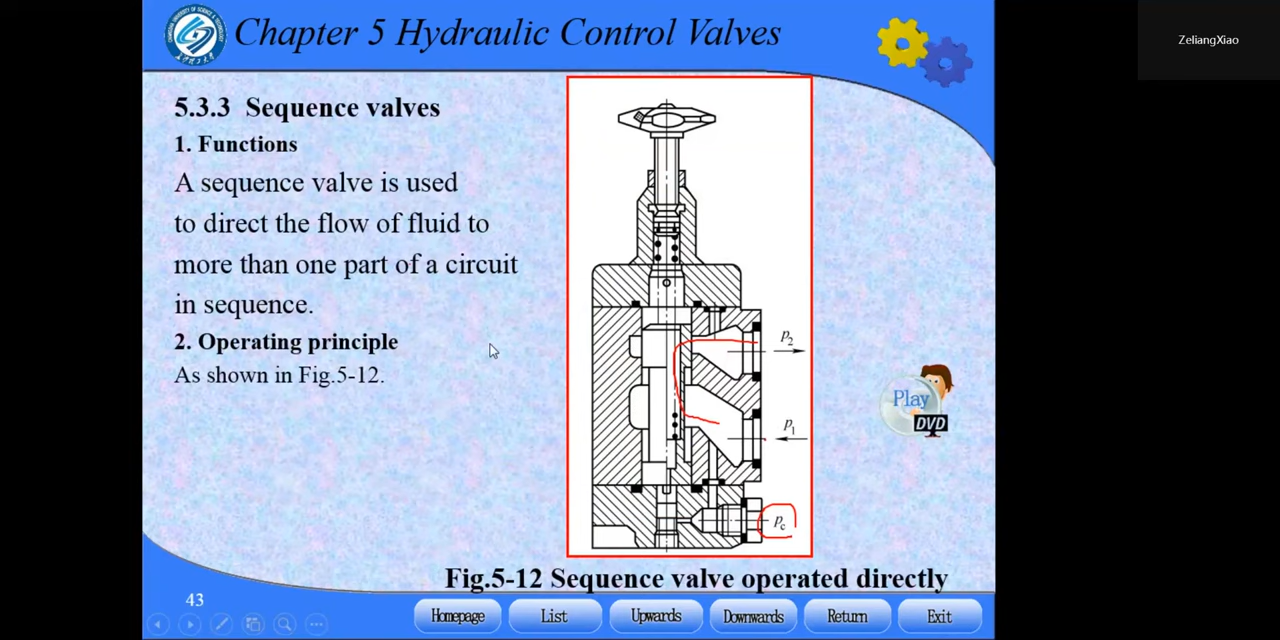 Chapter 5 Hydraulic Control Valves
ZeliangXiao
5.3.3 Sequence valves
1. Functions
A sequence valve is used
to direct the flow of fluid to
more than one part of a circuit
in sequence.
2. Operating principle
As shown in Fig.5-12.
p2
p1
pc
Play
DVD
Fig.5-12 Sequence valve operated directly
43
Homepage
List
Upwards
Downwards
Return
Exit